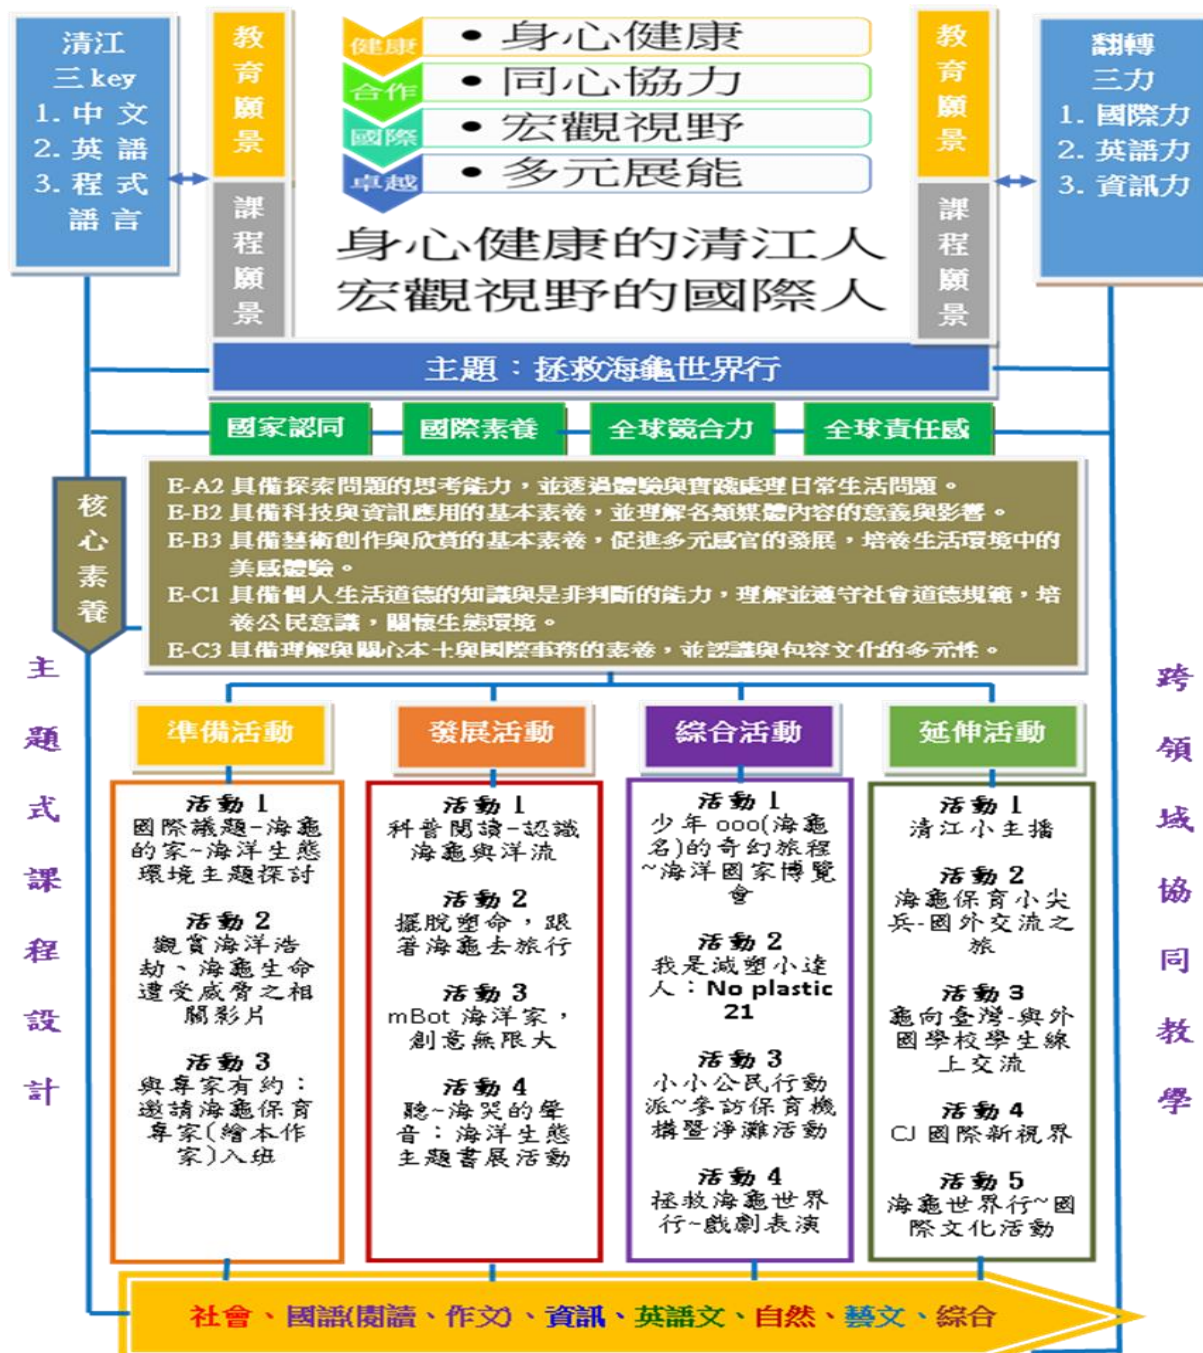 清江
三 key
1. 中 文
2. 英 語
3. 程 式
語 言
教育願景
課程願景
健康
• 身心健康
合作
• 同心協力
國際
• 宏觀視野
卓越
• 多元展能
身心健康的清江人
宏觀視野的國際人
教育願景
課程願景
翻轉
三力
1. 國際力
2. 英語力
3. 資訊力
主題：拯救海龜世界行
國家認同
國際素養
全球競合力
全球責任感
核心素養
E-A2 具備探索問題的思考能力，並透過體驗與實踐處理日常生活問題。
E-B2 具備科技與資訊應用的基本素養，並理解各類媒體內容的意義與影響。
E-B3 具備藝術創作與欣賞的基本素養，促進多元感官的發展，培養生活環境中的
美感體驗。
E-C1 具備個人生活道德的知識與是非判斷的能力，理解並遵守社會道德規範，培
養公民意識，關懷生態環境。
E-C3 具備理解與關心本土與國際事務的素養，並認識與包容文化的多元性。
主題式課程設計
跨領域協同教學
準備活動
活動 1
國際議題-海龜
的家~海洋生態
環境主題探討
活動 2
觀賞海洋浩
劫、海龜生命
遭受威脅之相
關影片
活動 3
與專家有約：
邀請海龜保育
專家(繪本作
家)入班
發展活動
活動 1
科普閱讀-認識
海龜與洋流
活動 2
擺脫塑命，跟
著海龜去旅行
活動 3
mBot 海洋家，
創意無限大
活動 4
聽~海哭的聲
音：海洋生態
主題書展活動
綜合活動
活動 1
少年 ooo(海龜
名)的奇幻旅程
~海洋國家博覽
會
活動 2
我是減塑小達
人：No plastic
21
活動 3
小小公民行動
派~參訪保育機
構暨淨灘活動
活動 4
拯救海龜世界
行~戲劇表演
延伸活動
活動 1
清江小主播
活動 2
海龜保育小尖
兵-國外交流之
旅
活動 3
龜向臺灣-與外
國學校學生線
上交流
活動 4
CJ 國際新視界
活動 5
海龜世界行~國
際文化活動
社會、國語(閱讀、作文)、資訊、英語文、自然、藝文、綜合